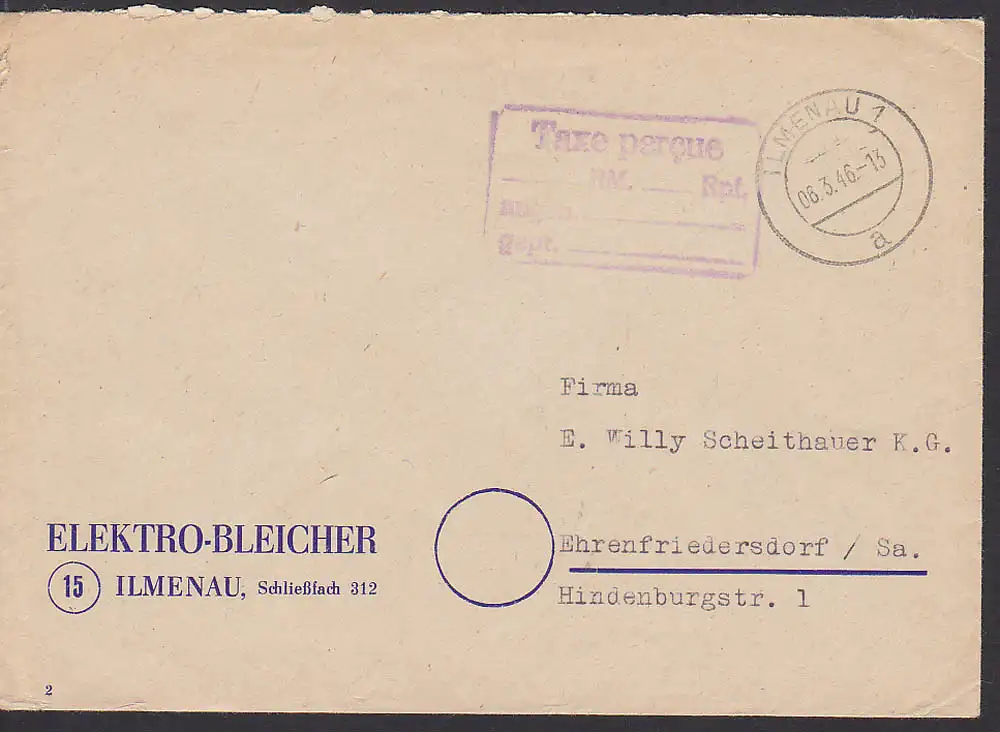 Taxe perçue
RM. Rpf.
gepr.
ILMENAU 1
06.3.46.-13
a
Firma
E. Willy Scheithauer K.G.
Ehrenfriedersdorf / Sa.
Hindenburgstr. 1
ELEKTRO-BLEICHER
15 ILMENAU, Schließfach 312
2